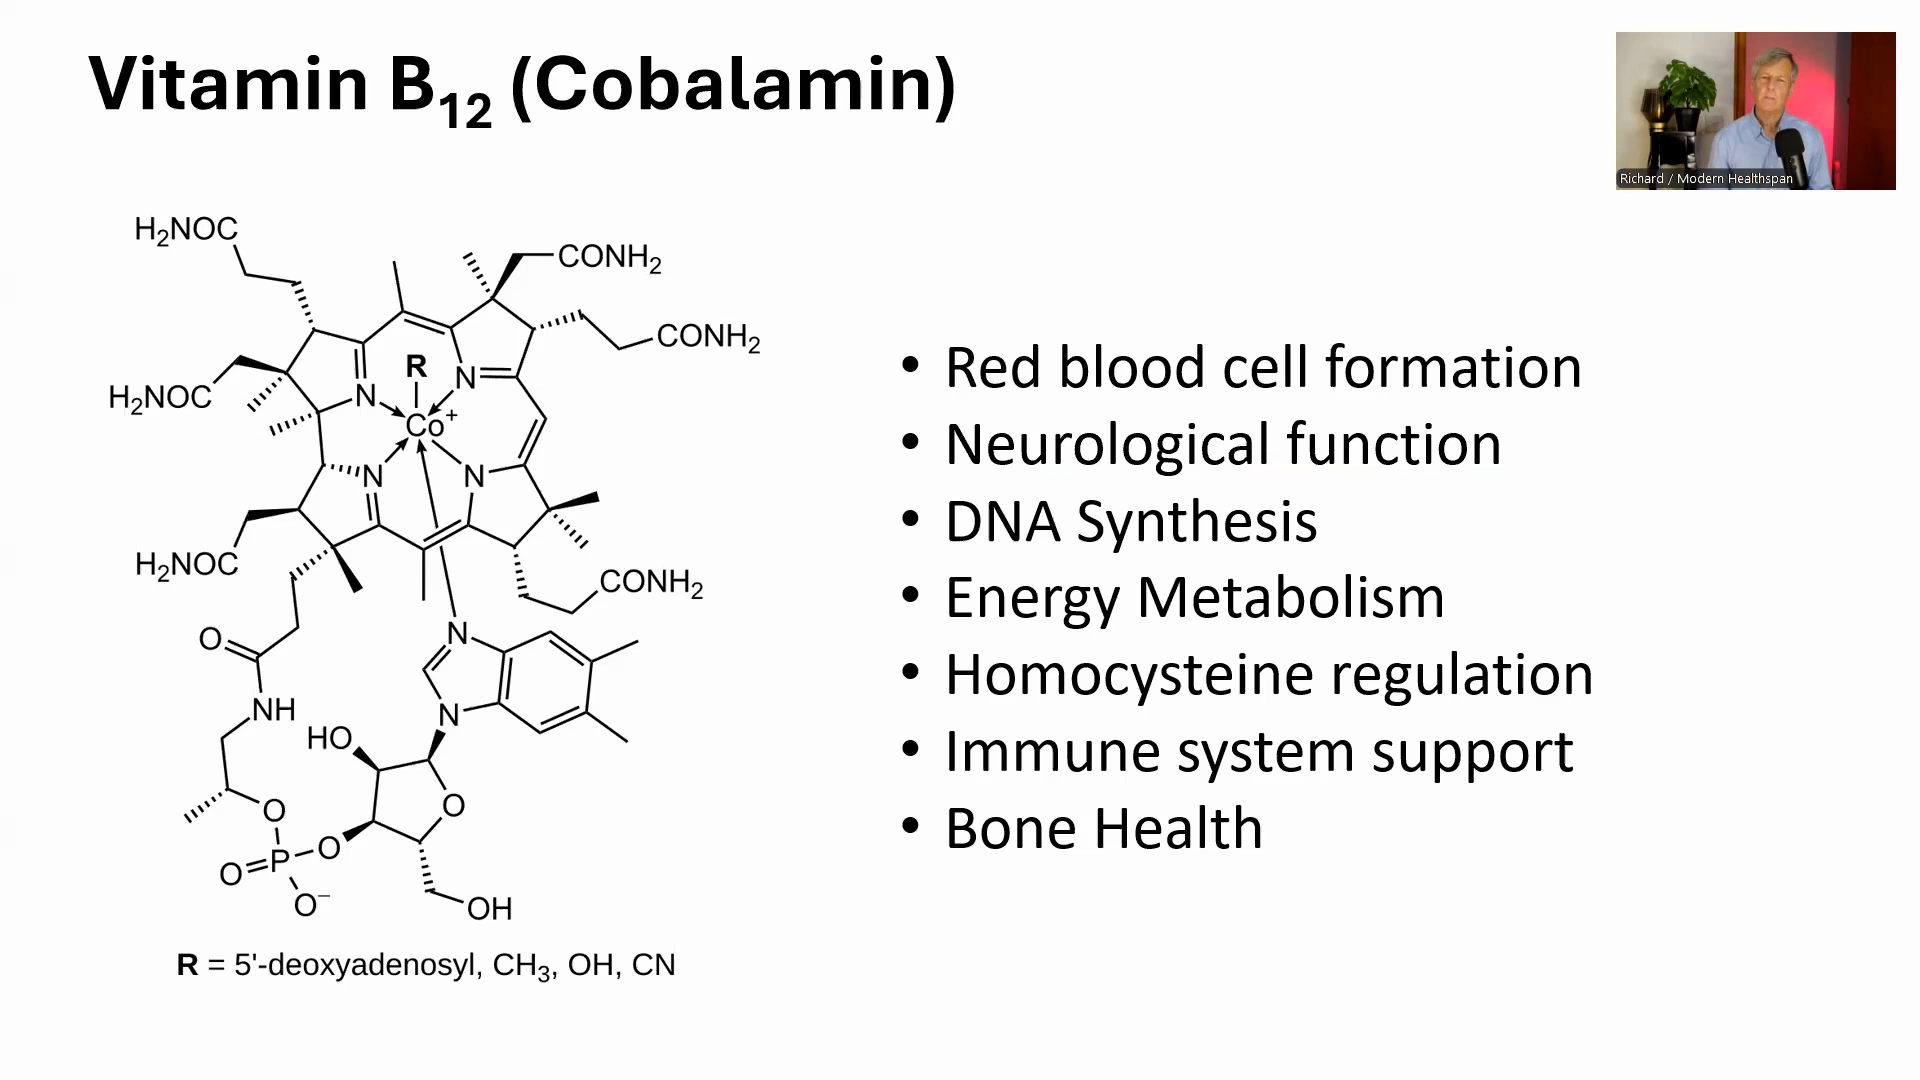 Vitamin B₁₂ (Cobalamin)
Richard / Modern Healthspan
H₂NOC
CONH₂
CONH₂
R
N
N
H₂NOC
Co⁺
N
N
H₂NOC
CONH₂
N
O
NH
N
HO
O
O
O
P
O
O⁻
OH
R = 5'-deoxyadenosyl, CH₃, OH, CN
• Red blood cell formation
• Neurological function
• DNA Synthesis
• Energy Metabolism
• Homocysteine regulation
• Immune system support
• Bone Health